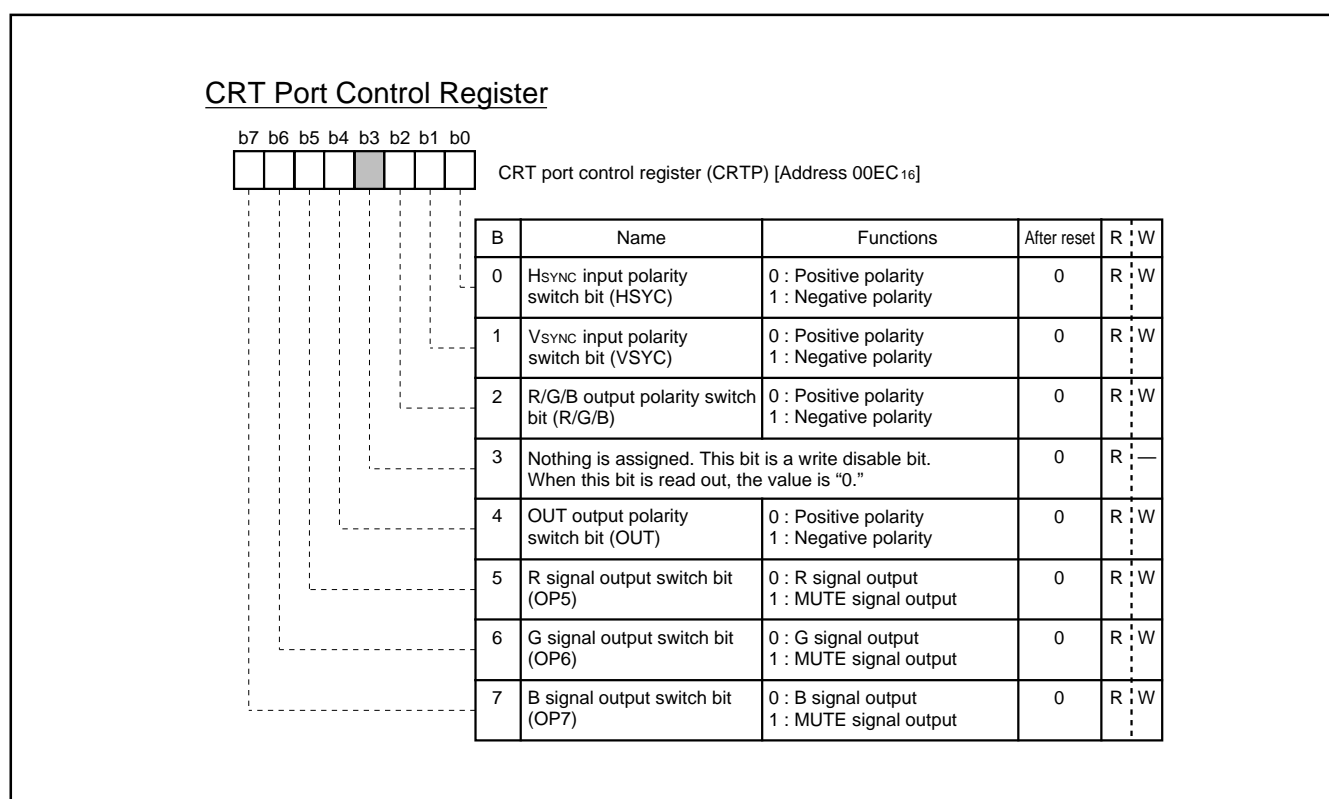 CRT Port Control Register
b7 b6 b5 b4 b3 b2 b1 b0
CRT port control register (CRTP) [Address 00EC16]
B Name Functions After reset R W
0 HSYNC input polarity switch bit (HSYC) 0 : Positive polarity 1 : Negative polarity 0 R W
1 VSYNC input polarity switch bit (VSYC) 0 : Positive polarity 1 : Negative polarity 0 R W
2 R/G/B output polarity switch bit (R/G/B) 0 : Positive polarity 1 : Negative polarity 0 R W
3 Nothing is assigned. This bit is a write disable bit. When this bit is read out, the value is “0.” 0 R —
4 OUT output polarity switch bit (OUT) 0 : Positive polarity 1 : Negative polarity 0 R W
5 R signal output switch bit (OP5) 0 : R signal output 1 : MUTE signal output 0 R W
6 G signal output switch bit (OP6) 0 : G signal output 1 : MUTE signal output 0 R W
7 B signal output switch bit (OP7) 0 : B signal output 1 : MUTE signal output 0 R W